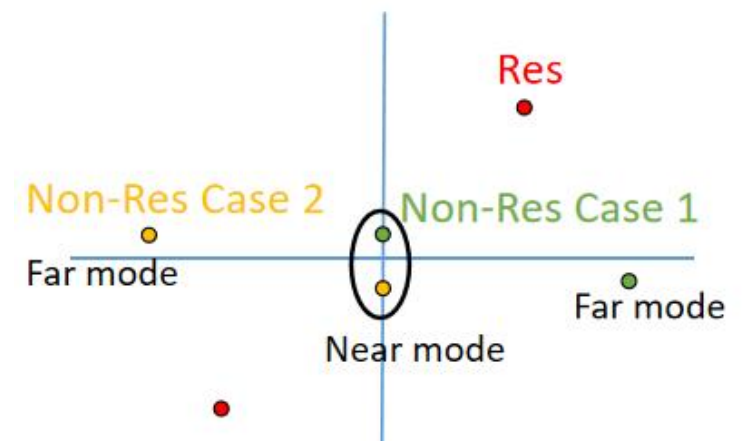 Res
Non-Res Case 2
Non-Res Case 1
Far mode
Far mode
Near mode